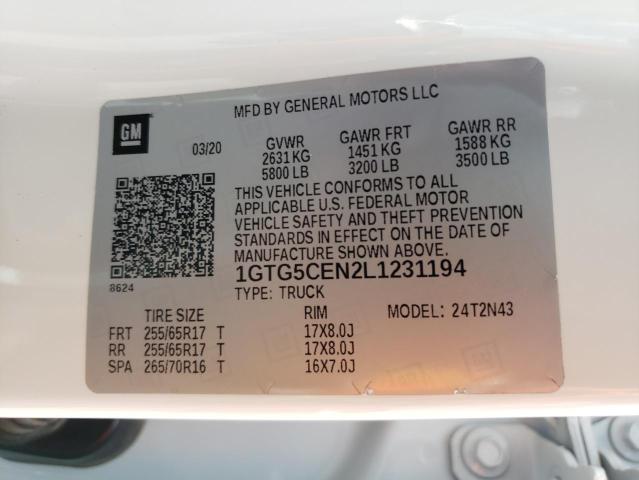 MFD BY GENERAL MOTORS LLC
GM
03/20 GVWR GAWR FRT GAWR RR
2631 KG 1451 KG 1588 KG
5800 LB 3200 LB 3500 LB
THIS VEHICLE CONFORMS TO ALL
APPLICABLE U.S. FEDERAL MOTOR
VEHICLE SAFETY AND THEFT PREVENTION
STANDARDS IN EFFECT ON THE DATE OF
MANUFACTURE SHOWN ABOVE.
8624 1GTG5CEN2L1231194
TYPE: TRUCK
TIRE SIZE RIM MODEL: 24T2N43
FRT 255/65R17 T 17X8.0J
RR 255/65R17 T 17X8.0J
SPA 265/70R16 T 16X7.0J